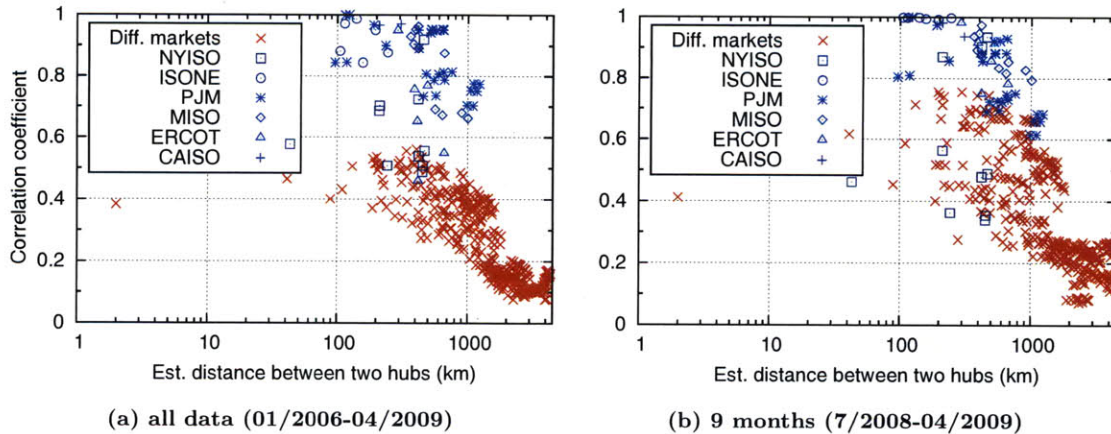 Correlation coefficient
1
0.8
0.6
0.4
0.2
0
Diff. markets
NYISO
ISONE
PJM
MISO
ERCOT
CAISO
1 10 100 1000
Est. distance between two hubs (km)
(a) all data (01/2006-04/2009)
1
0.8
0.6
0.4
0.2
0
Diff. markets
NYISO
ISONE
PJM
MISO
ERCOT
CAISO
1 10 100 1000
Est. distance between two hubs (km)
(b) 9 months (7/2008-04/2009)